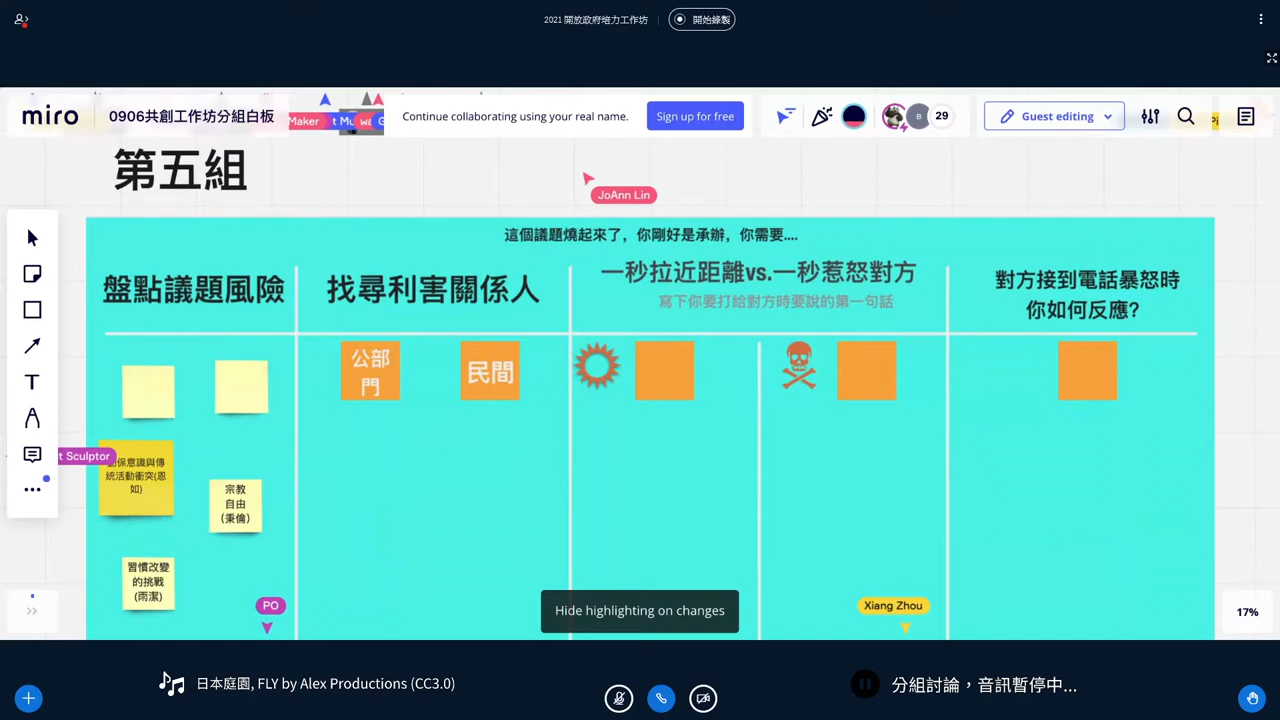 2021 開放政府培力工作坊
開始錄製
miro
0906共創工作坊分組白板
Maker
Continue collaborating using your real name.
Sign up for free
B
29
Guest editing
第五組
JoAnn Lin
這個議題燒起來了，你剛好是承辦，你需要....
盤點議題風險
找尋利害關係人
一秒拉近距離vs.一秒惹怒對方
寫下你要打給對方時要說的第一句話
對方接到電話暴怒時
你如何反應?
公部
門
民間
t Sculptor
保意識與傳
統活動衝突(恩
如)
宗教
自由
(秉倫)
習慣改變
的挑戰
(雨潔)
PO
Xiang Zhou
Hide highlighting on changes
17%
日本庭園, FLY by Alex Productions (CC3.0)
分組討論，音訊暫停中...